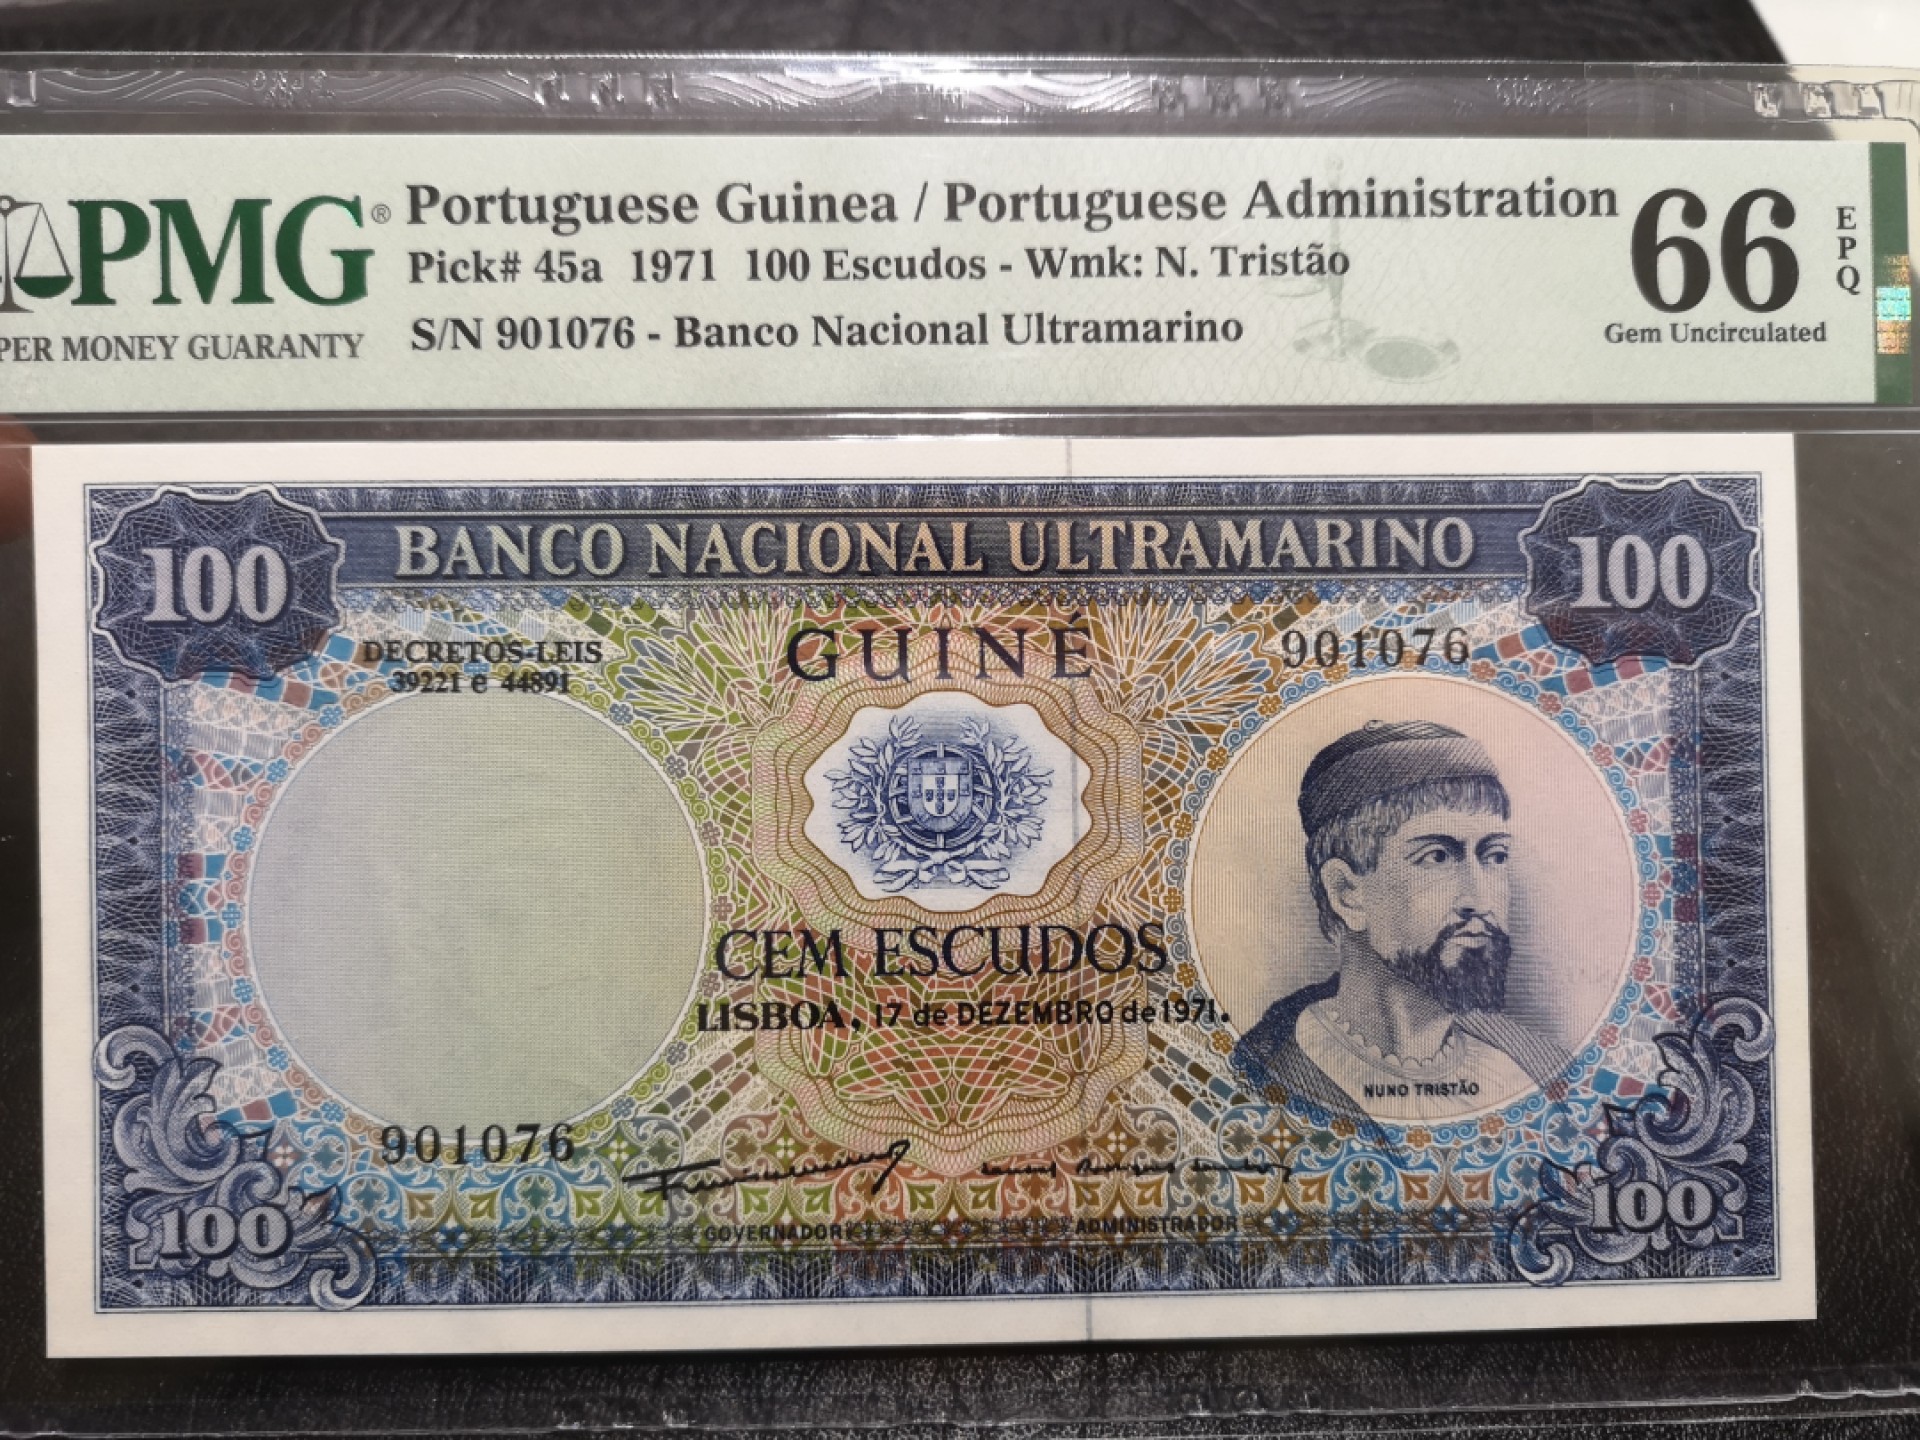 PMG®
PER MONEY GUARANTY
Portuguese Guinea / Portuguese Administration
Pick# 45a 1971 100 Escudos - Wmk: N. Tristão
S/N 901076 - Banco Nacional Ultramarino
66
EPQ
Gem Uncirculated
100
BANCO NACIONAL ULTRAMARINO
100
DECRETOS-LEIS
39221 e 44891
GUINÉ
901076
CEM ESCUDOS
LISBOA, 17 de DEZEMBRO de 1971.
NUNO TRISTÃO
901076
100
GOVERNADOR
ADMINISTRADOR
100